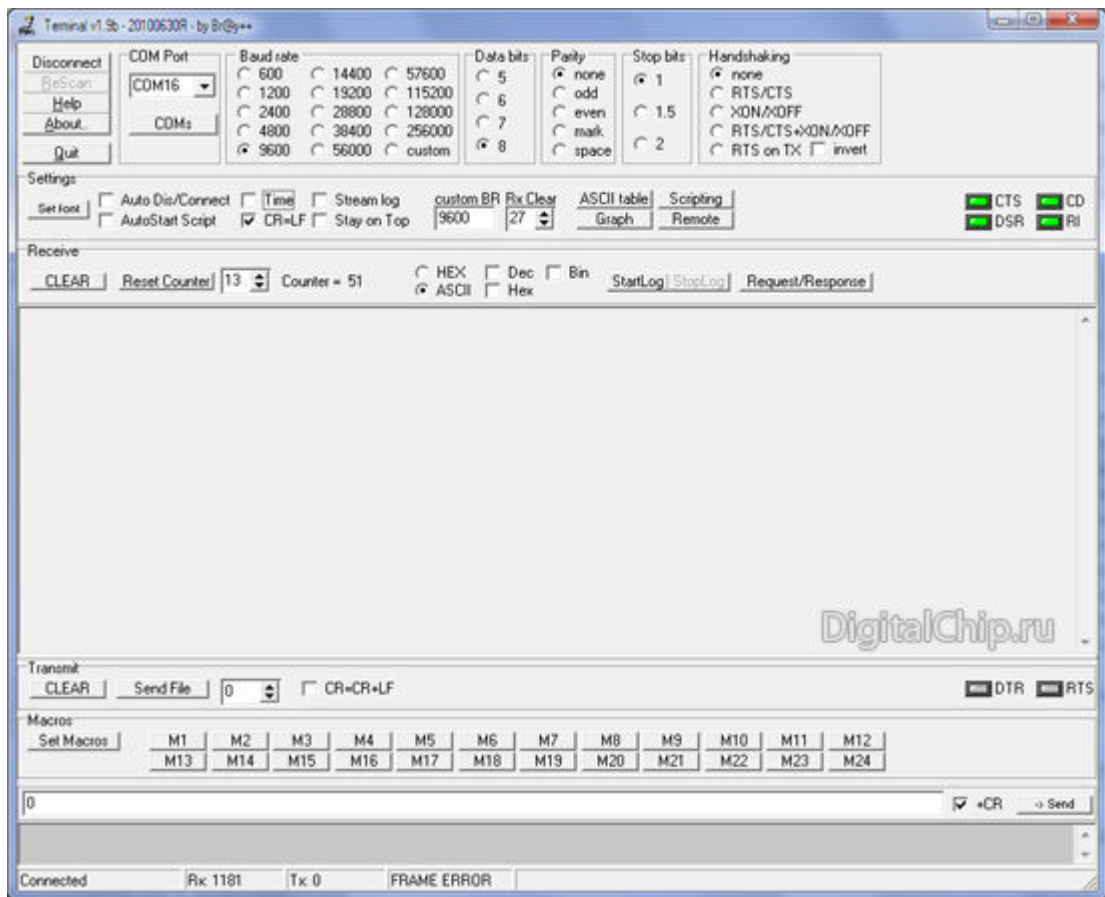 Terminal v1.9b - 20100630R - by Br@y++
Disconnect
ReScan
Help
About..
Quit
COM Port
COM16
COMs
Baud rate
600 14400 57600
1200 19200 115200
2400 28800 128000
4800 38400 256000
9600 56000 custom
Data bits
5
6
7
8
Parity
none
odd
even
mark
space
Stop bits
1
1.5
2
Handshaking
none
RTS/CTS
XON/XOFF
RTS/CTS+XON/XOFF
RTS on TX invert
Settings
Set font
Auto Dis/Connect Time Stream log
AutoStart Script CR=LF Stay on Top
custom BR Rx Clear
9600 27
ASCII table Scripting
Graph Remote
CTS CD
DSR RI
Receive
CLEAR Reset Counter 13 Counter = 51
HEX Dec Bin
ASCII Hex
StartLog StopLog Request/Response
DigitalChip.ru
Transmit
CLEAR Send File 0 CR=CR+LF DTR RTS
Macros
Set Macros M1 M2 M3 M4 M5 M6 M7 M8 M9 M10 M11 M12
M13 M14 M15 M16 M17 M18 M19 M20 M21 M22 M23 M24
0 +CR -> Send
Connected Rx: 1181 Tx: 0 FRAME ERROR